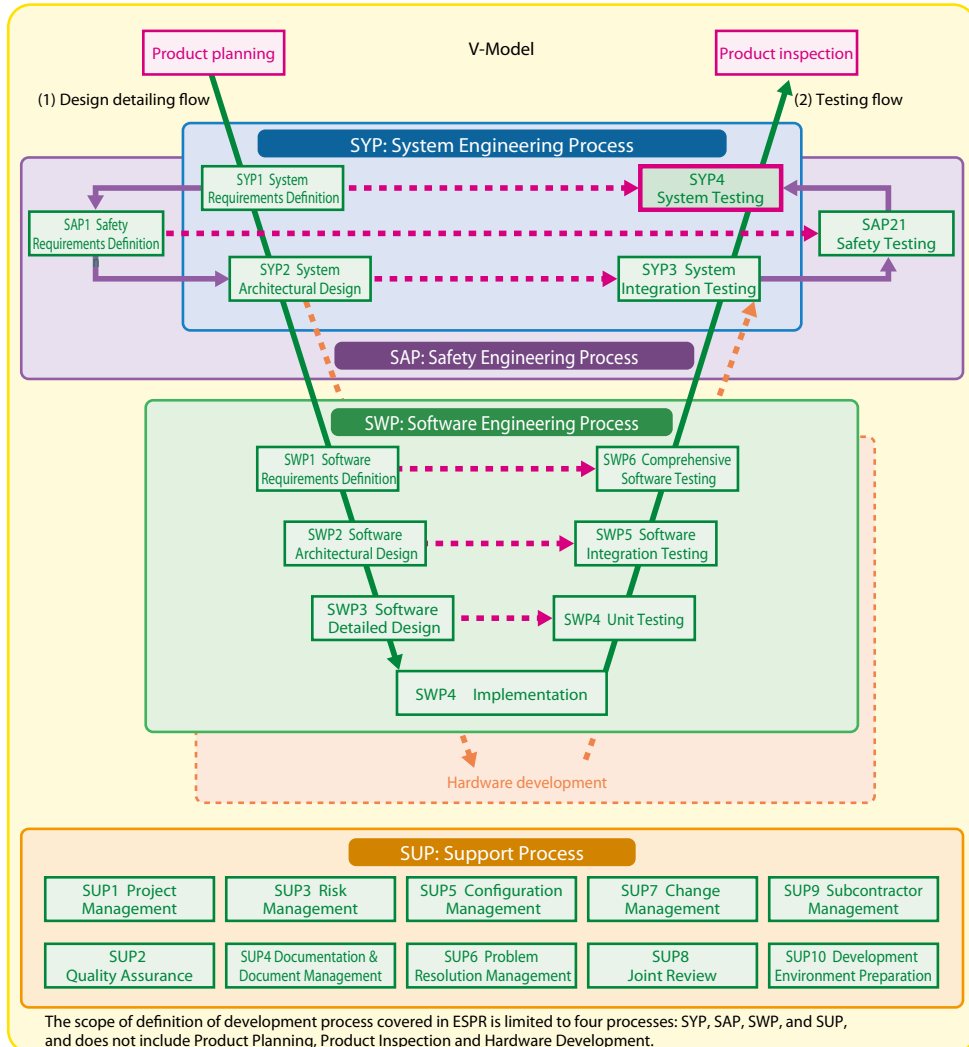 V-Model
Product planning
Product inspection
(1) Design detailing flow
(2) Testing flow
SYP: System Engineering Process
SYP1 System
Requirements Definition
SYP4
System Testing
SAP1 Safety
Requirements Definition
SAP21
Safety Testing
SYP2 System
Architectural Design
SYP3 System
Integration Testing
SAP: Safety Engineering Process
SWP: Software Engineering Process
SWP1 Software
Requirements Definition
SWP6 Comprehensive
Software Testing
SWP2 Software
Architectural Design
SWP5 Software
Integration Testing
SWP3 Software
Detailed Design
SWP4 Unit Testing
SWP4 Implementation
Hardware development
SUP: Support Process
SUP1 Project
Management
SUP3 Risk
Management
SUP5 Configuration
Management
SUP7 Change
Management
SUP9 Subcontractor
Management
SUP2
Quality Assurance
SUP4 Documentation &
Document Management
SUP6 Problem
Resolution Management
SUP8
Joint Review
SUP10 Development
Environment Preparation
The scope of definition of development process covered in ESPR is limited to four processes: SYP, SAP, SWP, and SUP,
and does not include Product Planning, Product Inspection and Hardware Development.